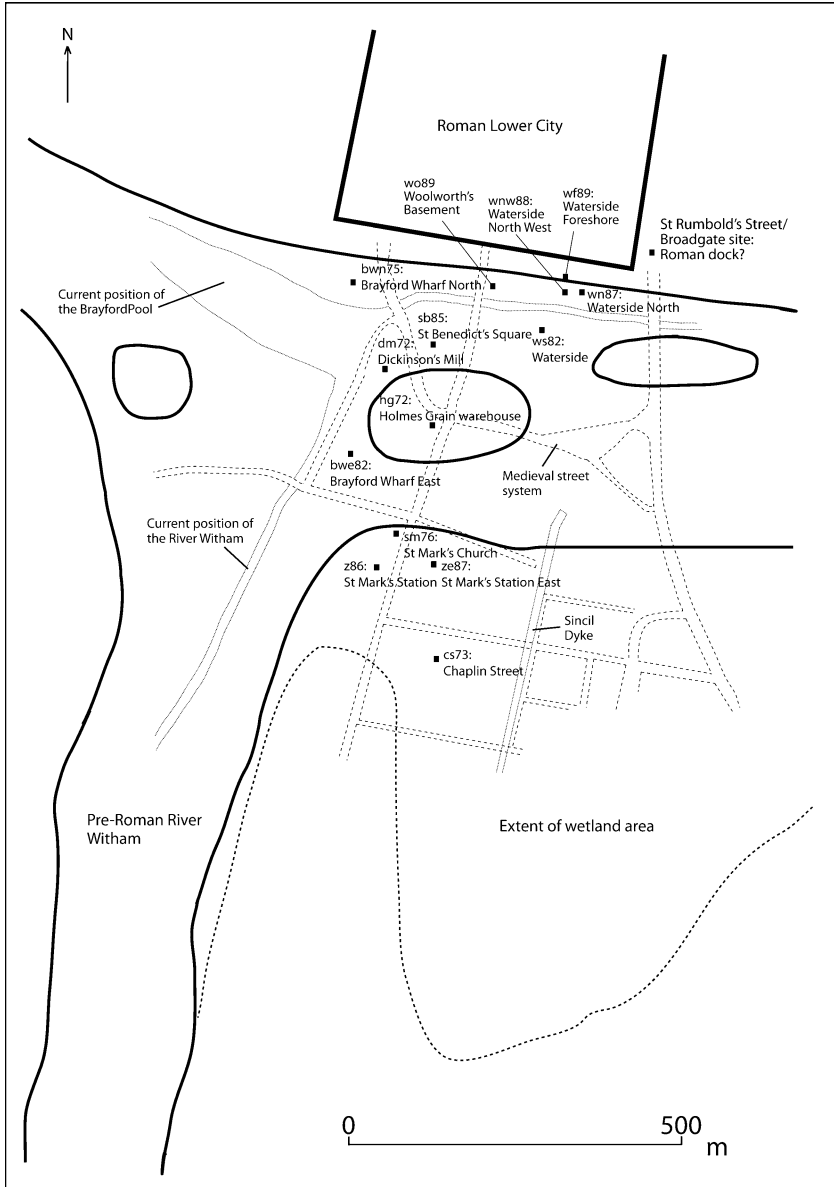 N
Roman Lower City
wo89
Woolworth's
Basement
wnw88:
Waterside
North West
wf89:
Waterside
Foreshore
St Rumbold's Street/
Broadgate site:
Roman dock?
bwn75:
Brayford Wharf North
Current position of
the BrayfordPool
wn87:
Waterside North
sb85:
St Benedict's Square
ws82:
Waterside
dm72:
Dickinson's Mill
hg72:
Holmes Grain warehouse
bwe82:
Brayford Wharf East
Medieval street
system
Current position of
the River Witham
sm76:
St Mark's Church
z86:
St Mark's Station
ze87:
St Mark's Station East
Sincil
Dyke
cs73:
Chaplin Street
Pre-Roman River
Witham
Extent of wetland area
0
500
m